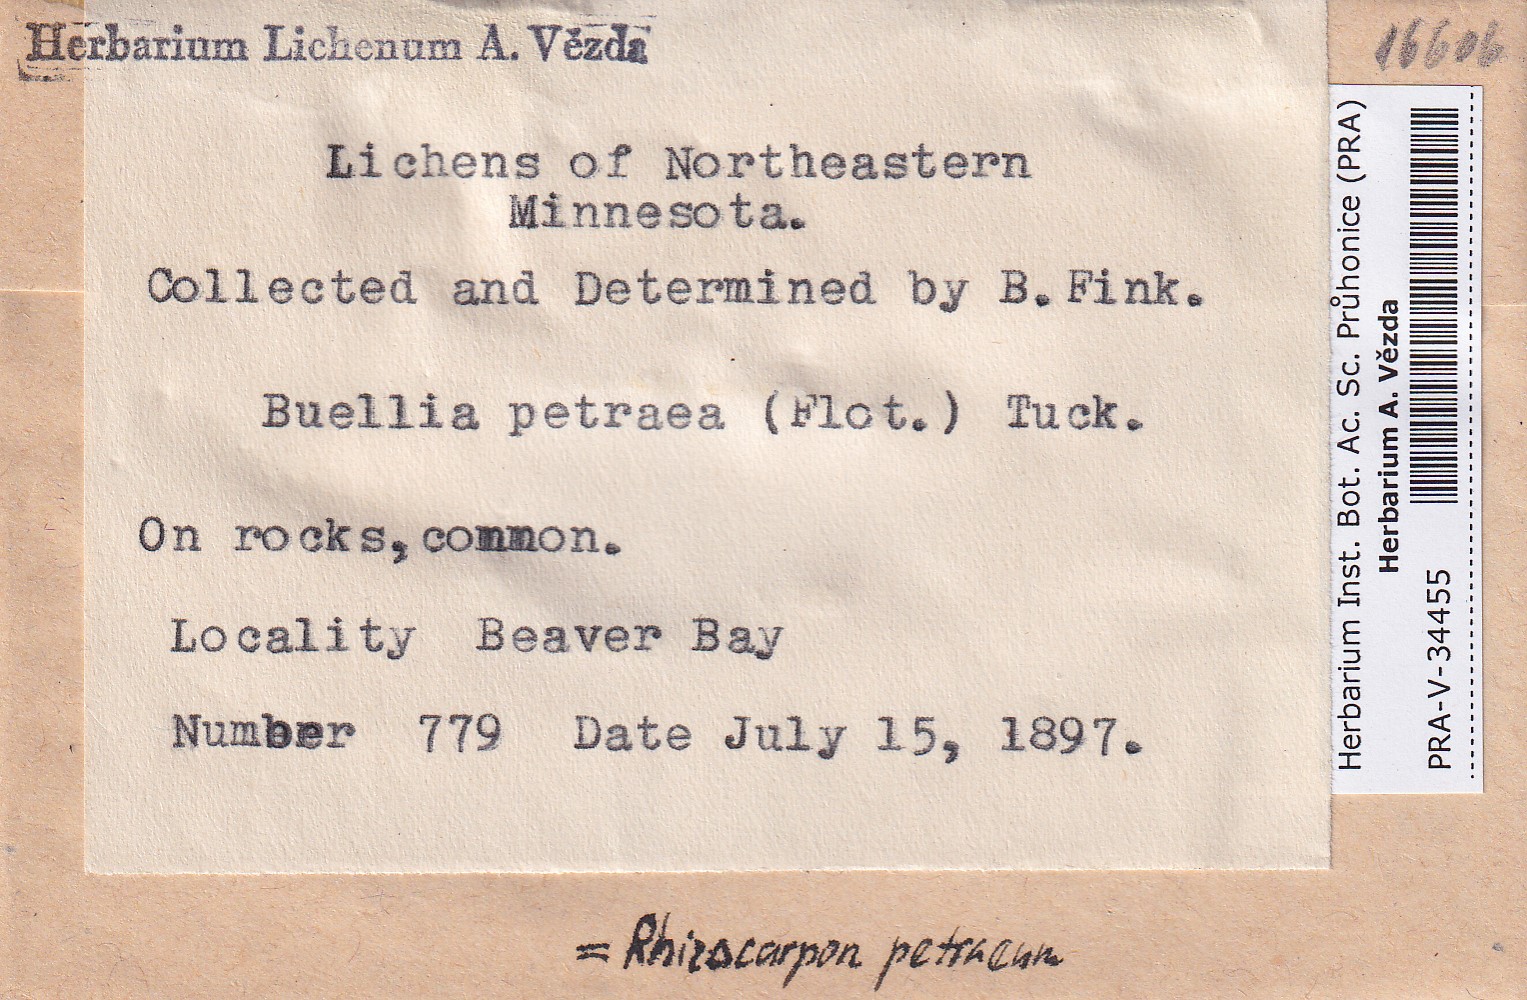 Herbarium Lichenum A. Vězda
16606
Lichens of Northeastern
Minnesota.
Collected and Determined by B. Fink.
Buellia petraea (Flot.) Tuck.
On rocks, common.
Locality Beaver Bay
Number 779 Date July 15, 1897.
Herbarium Inst. Bot. Ac. Sc. Průhonice (PRA)
Herbarium A. Vězda
PRA-V-34455
= Rhizocarpon petraeum